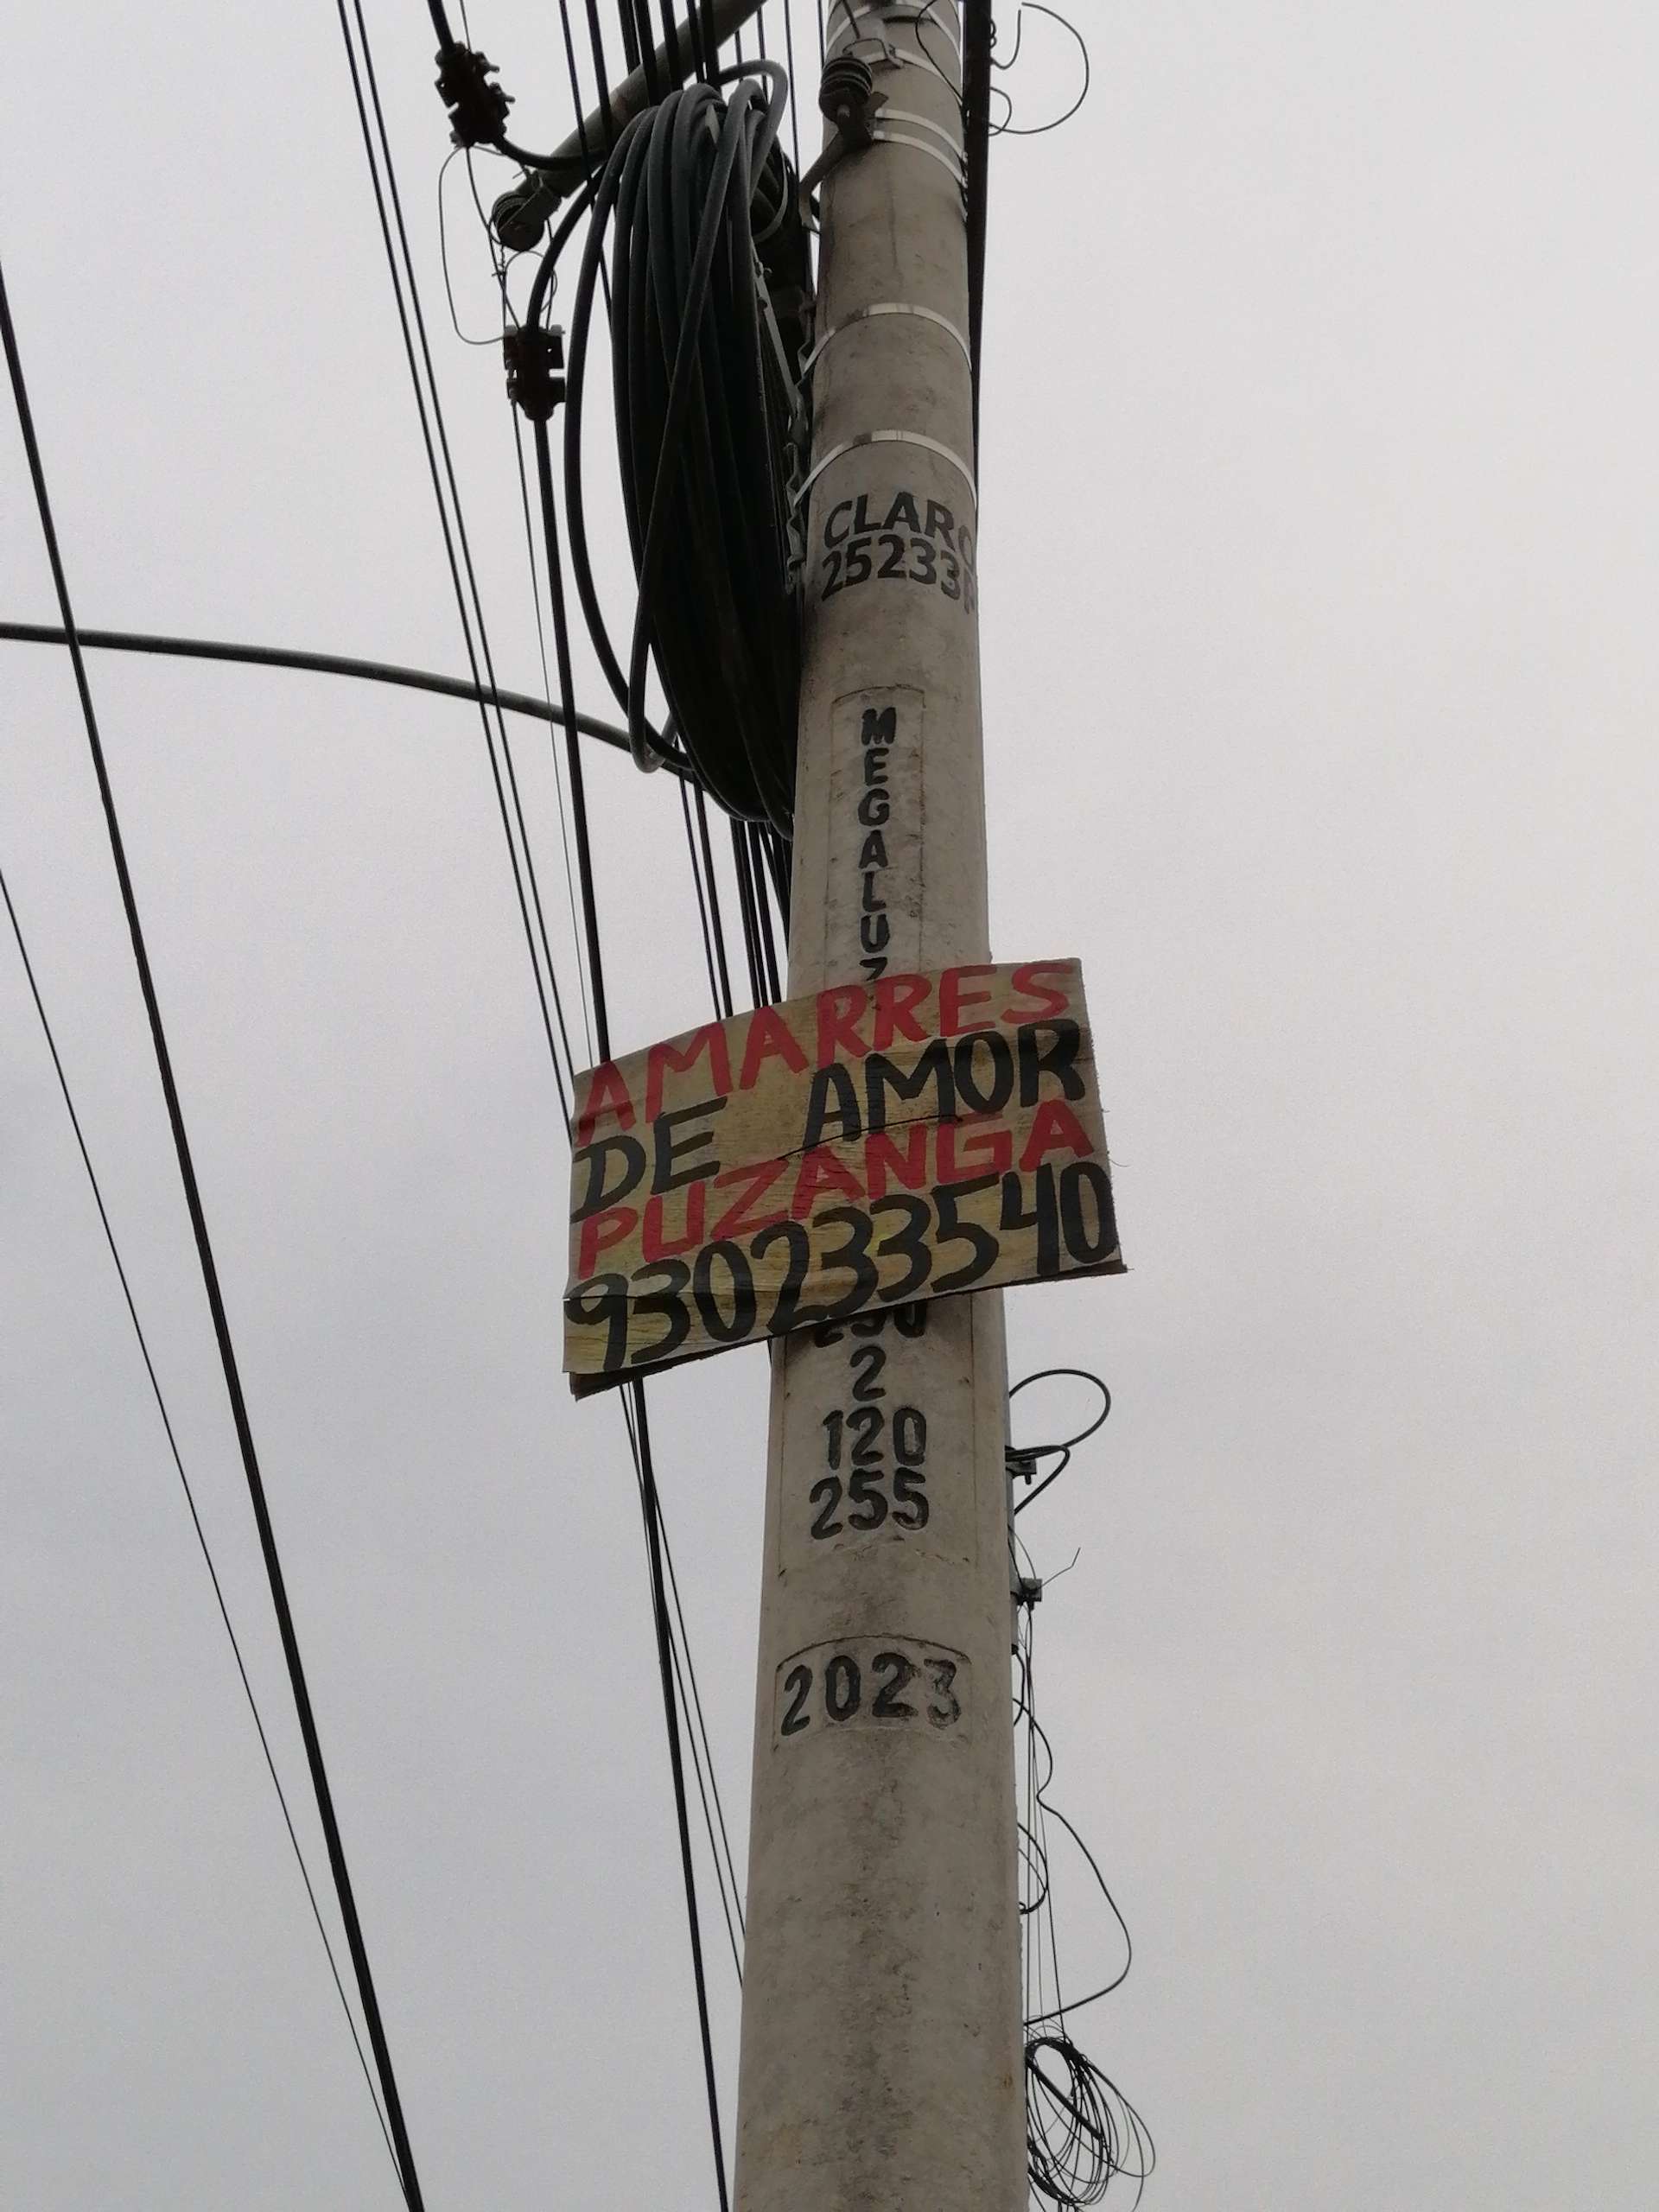 CLARO
25233
MEGALUZ
AMARRES
DE AMOR
PUZANGA
930233540
2
120
255
2023